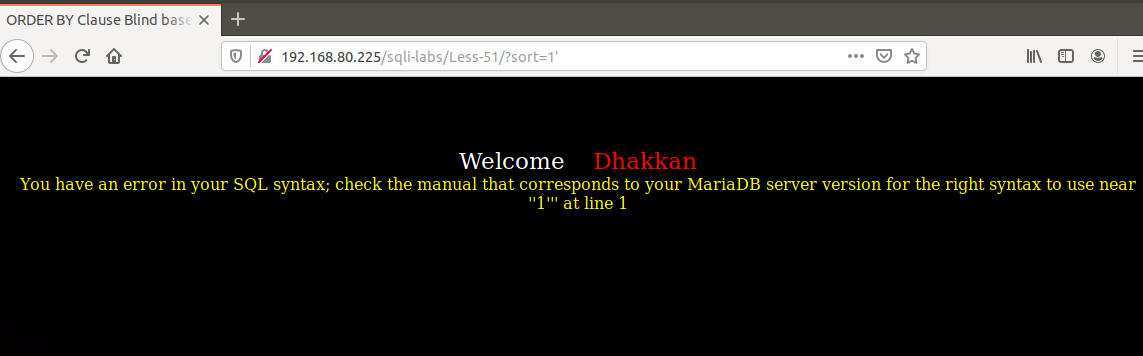 ORDER BY Clause Blind base
192.168.80.225/sqli-labs/Less-51/?sort=1'
Welcome Dhakkan
You have an error in your SQL syntax; check the manual that corresponds to your MariaDB server version for the right syntax to use near
''1''' at line 1